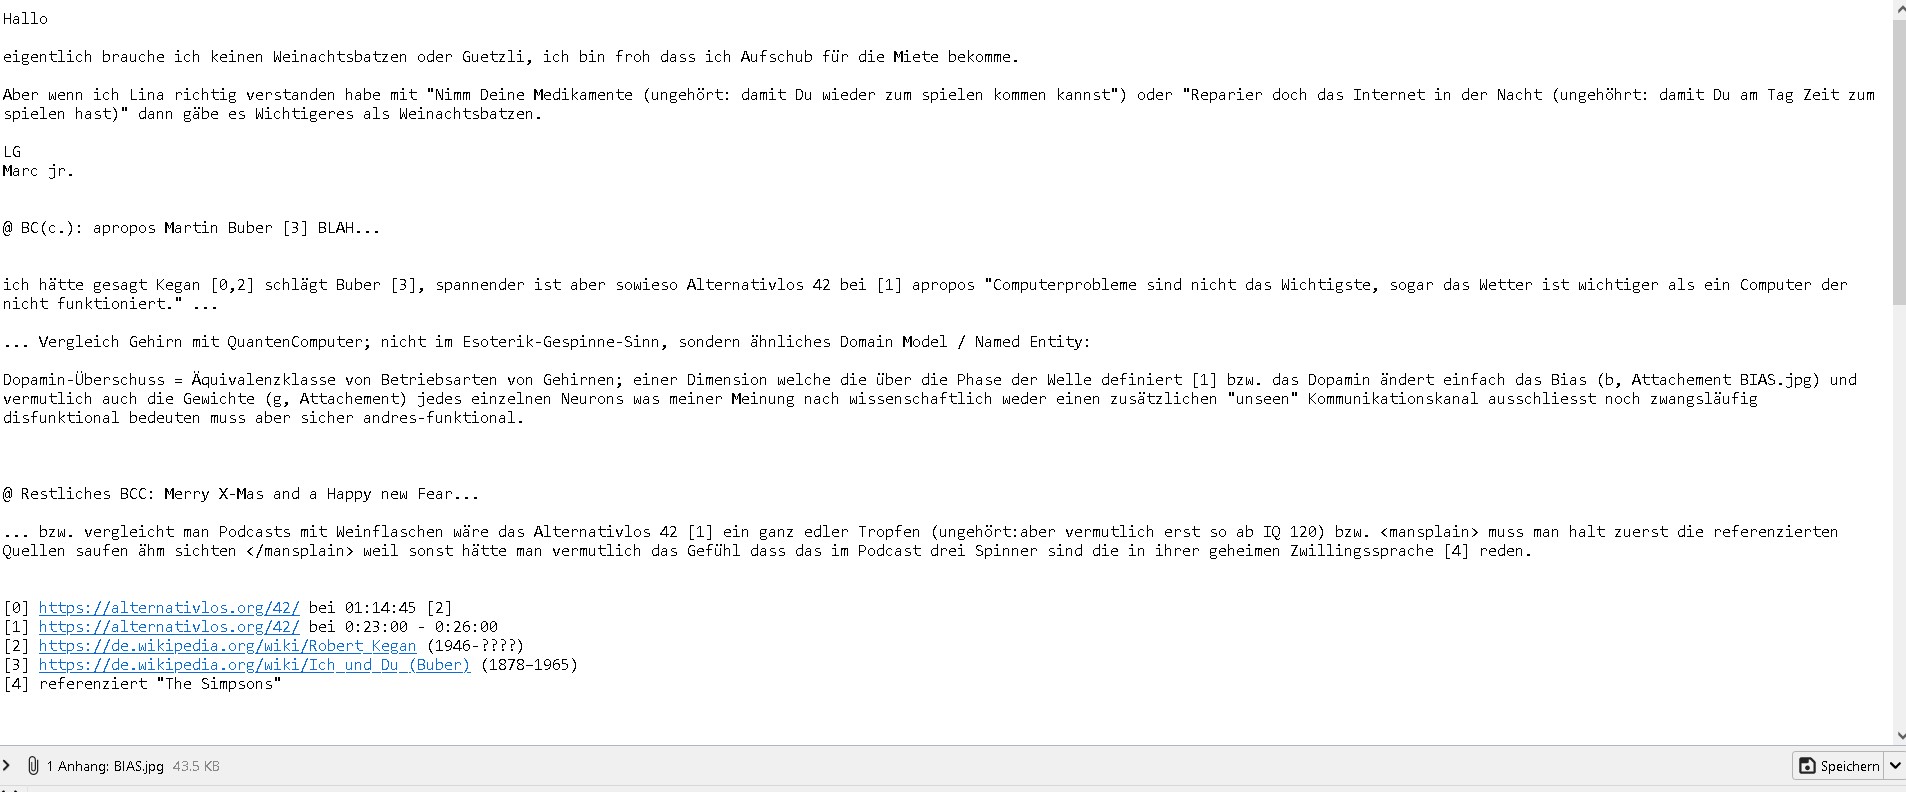 Hallo
eigentlich brauche ich keinen Weinachtsbatzen oder Guetzli, ich bin froh dass ich Aufschub für die Miete bekomme.
Aber wenn ich Lina richtig verstanden habe mit "Nimm Deine Medikamente (ungehört: damit Du wieder zum spielen kommen kannst") oder "Reparier doch das Internet in der Nacht (ungehöhrt: damit Du am Tag Zeit zum
spielen hast)" dann gäbe es Wichtigeres als Weinachtsbatzen.
LG
Marc jr.
@ BC(c.): apropos Martin Buber [3] BLAH...
ich hätte gesagt Kegan [0,2] schlägt Buber [3], spannender ist aber sowieso Alternativlos 42 bei [1] apropos "Computerprobleme sind nicht das Wichtigste, sogar das Wetter ist wichtiger als ein Computer der
nicht funktioniert." ...
... Vergleich Gehirn mit QuantenComputer; nicht im Esoterik-Gespinne-Sinn, sondern ähnliches Domain Model / Named Entity:
Dopamin-Überschuss = Äquivalenzklasse von Betriebsarten von Gehirnen; einer Dimension welche die über die Phase der Welle definiert [1] bzw. das Dopamin ändert einfach das Bias (b, Attachement BIAS.jpg) und
vermutlich auch die Gewichte (g, Attachement) jedes einzelnen Neurons was meiner Meinung nach wissenschaftlich weder einen zusätzlichen "unseen" Kommunikationskanal ausschliesst noch zwangsläufig
disfunktional bedeuten muss aber sicher andres-funktional.
@ Restliches BCC: Merry X-Mas and a Happy new Fear...
... bzw. vergleicht man Podcasts mit Weinflaschen wäre das Alternativlos 42 [1] ein ganz edler Tropfen (ungehört:aber vermutlich erst so ab IQ 120) bzw. <mansplain> muss man halt zuerst die referenzierten
Quellen saufen ähm sichten </mansplain> weil sonst hätte man vermutlich das Gefühl dass das im Podcast drei Spinner sind die in ihrer geheimen Zwillingssprache [4] reden.
[0] https://alternativlos.org/42/ bei 01:14:45 [2]
[1] https://alternativlos.org/42/ bei 0:23:00 - 0:26:00
[2] https://de.wikipedia.org/wiki/Robert_Kegan (1946-????)
[3] https://de.wikipedia.org/wiki/Ich_und_Du_(Buber) (1878–1965)
[4] referenziert "The Simpsons"
1 Anhang: BIAS.jpg 43.5 KB
Speichern